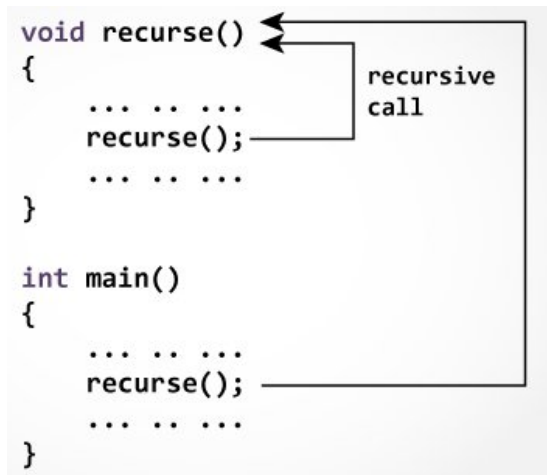 void recurse()
{
... .. ...
recurse();
... .. ...
}
recursive
call
int main()
{
... .. ...
recurse();
... .. ...
}